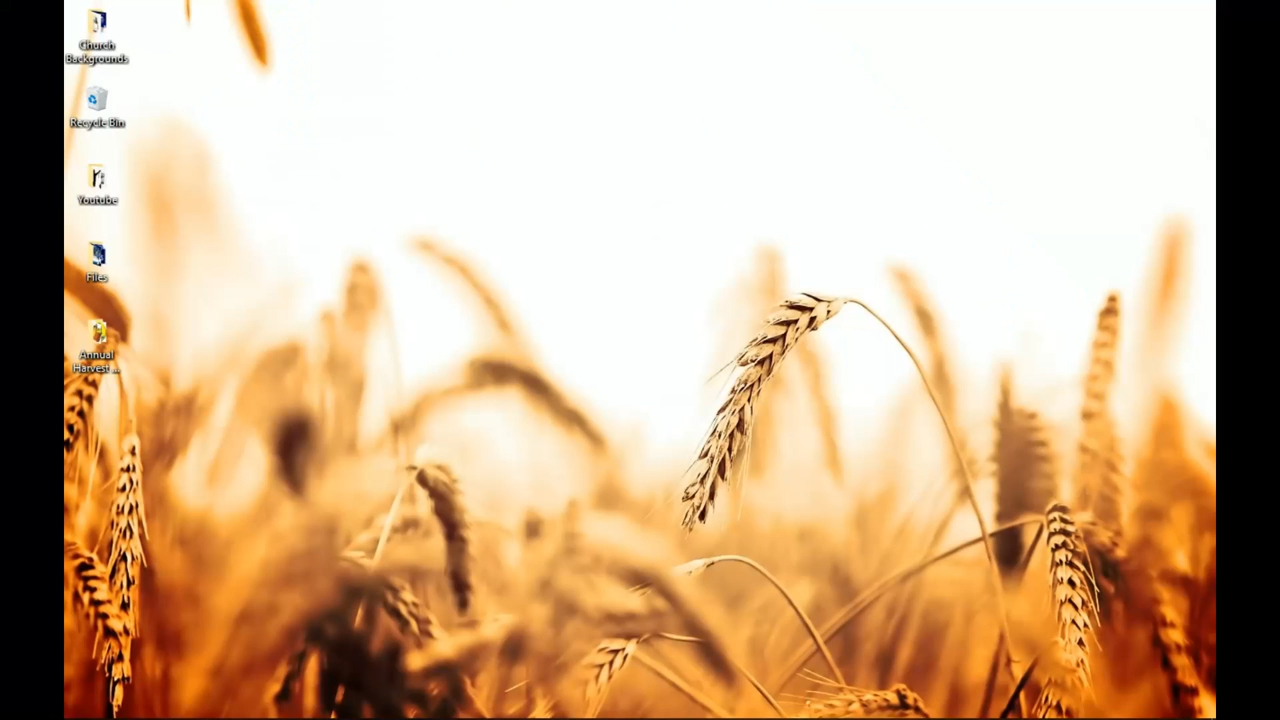 Church
Backgrounds
Recycle Bin
Youtube
Files
Annual
Harvest ...